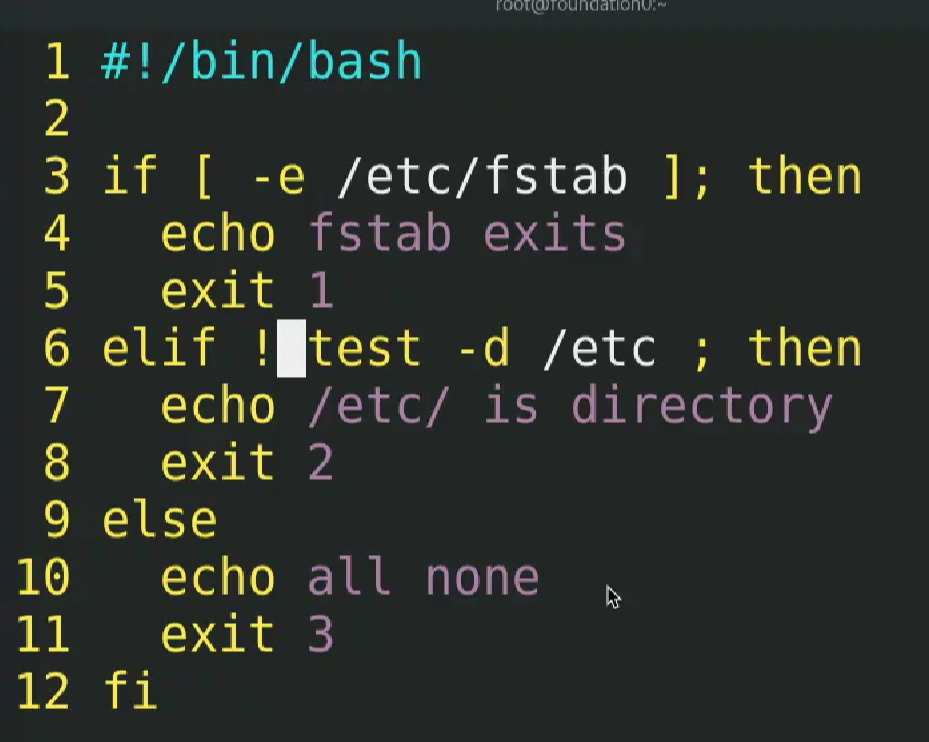 root@foundation0:~
1 #!/bin/bash
2
3 if [ -e /etc/fstab ]; then
4   echo fstab exits
5   exit 1
6 elif ! test -d /etc ; then
7   echo /etc/ is directory
8   exit 2
9 else
10   echo all none
11   exit 3
12 fi